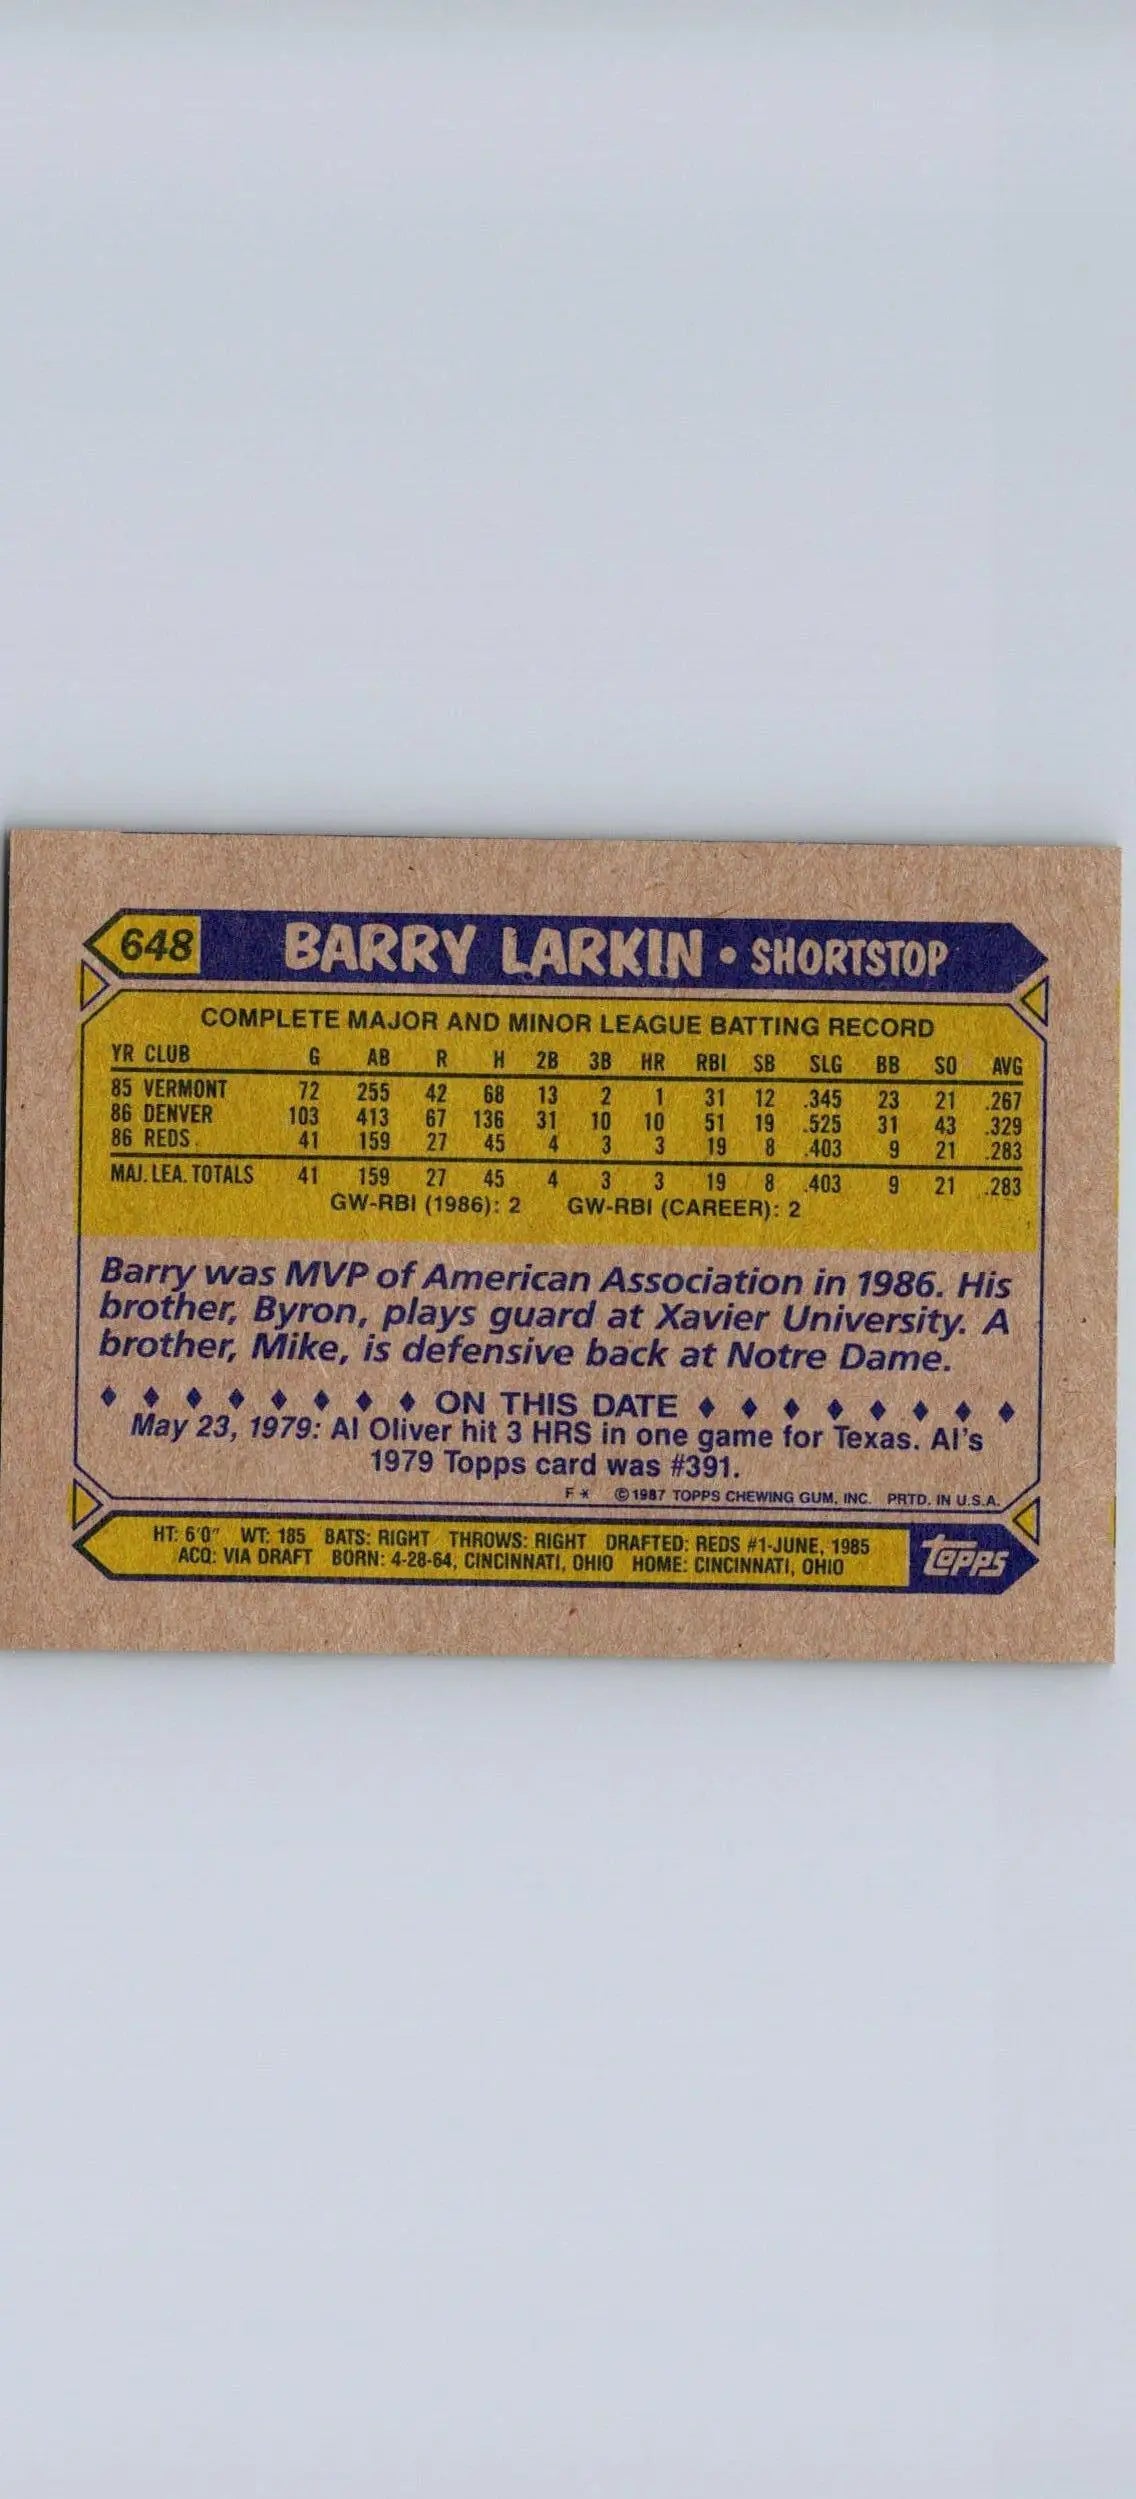 648 BARRY LARKIN • SHORTSTOP
COMPLETE MAJOR AND MINOR LEAGUE BATTING RECORD
YR CLUB G AB R H 2B 3B HR RBI SB SLG BB SO AVG
85 VERMONT 72 255 42 68 13 2 1 31 12 .345 23 21 .267
86 DENVER 103 413 67 136 31 10 10 51 19 .525 31 43 .329
86 REDS 41 159 27 45 4 3 3 19 8 .403 9 21 .283
MAJ. LEA. TOTALS 41 159 27 45 4 3 3 19 8 .403 9 21 .283
GW-RBI (1986): 2 GW-RBI (CAREER): 2
Barry was MVP of American Association in 1986. His
brother, Byron, plays guard at Xavier University. A
brother, Mike, is defensive back at Notre Dame.
ON THIS DATE
May 23, 1979: Al Oliver hit 3 HRS in one game for Texas. Al's
1979 Topps card was #391.
F * ©1987 TOPPS CHEWING GUM, INC. PRTD. IN U.S.A.
HT: 6'0" WT: 185 BATS: RIGHT THROWS: RIGHT DRAFTED: REDS #1-JUNE, 1985
ACQ: VIA DRAFT BORN: 4-28-64, CINCINNATI, OHIO HOME: CINCINNATI, OHIO
topps